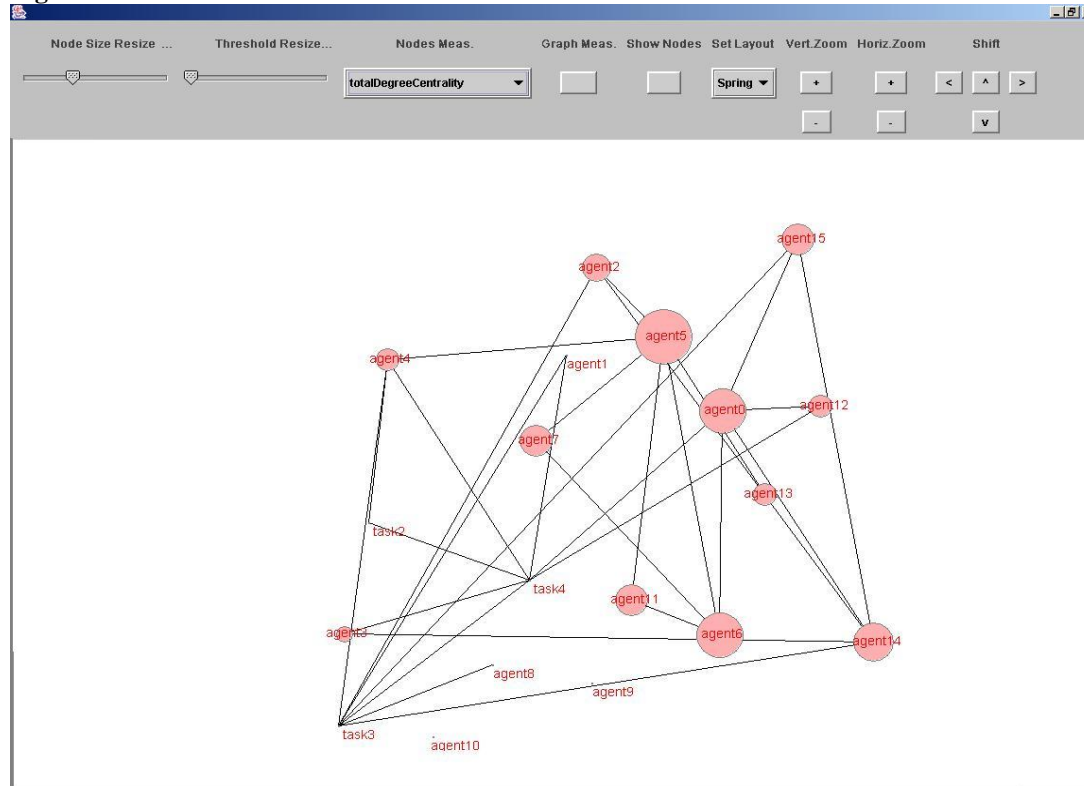 Node Size Resize ... Threshold Resize... Nodes Meas. Graph Meas. Show Nodes Set Layout Vert.Zoom Horiz.Zoom Shift
totalDegreeCentrality Spring + + < ^ >
- - v
agent15
agent2
agent5
agent4
agent1
agent12
agent0
agent7
agent13
task2
task4
agent11
agent3
agent6
agent14
agent8
agent9
task3
agent10